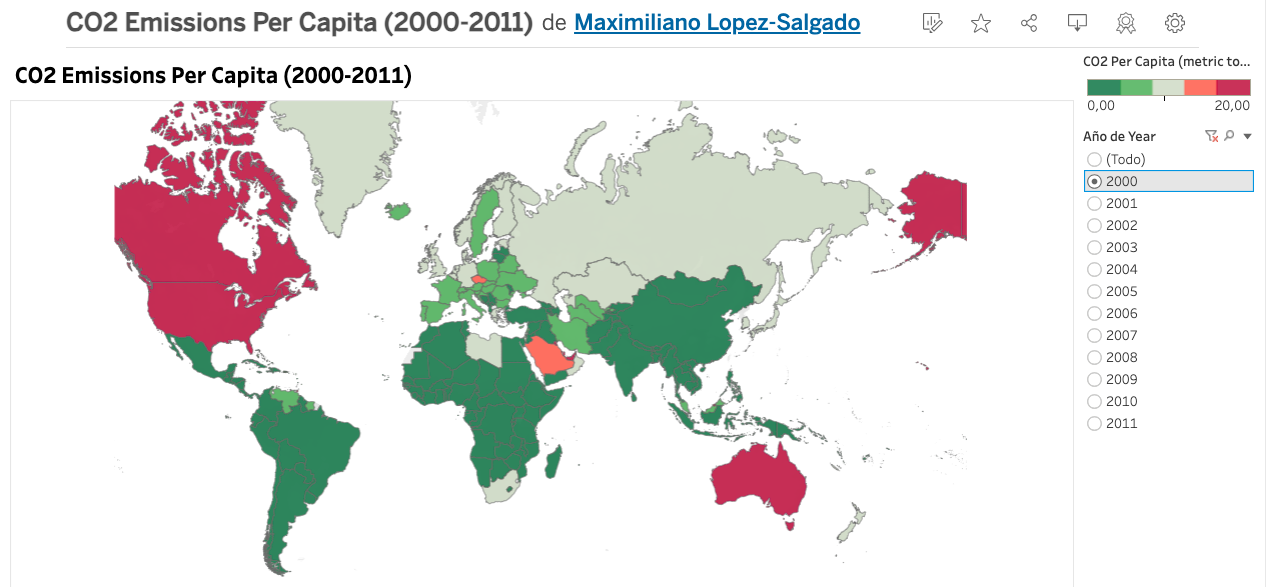 CO2 Emissions Per Capita (2000-2011) de Maximiliano Lopez-Salgado
CO2 Emissions Per Capita (2000-2011)
CO2 Per Capita (metric to...
0,00 20,00
Año de Year
(Todo)
2000
2001
2002
2003
2004
2005
2006
2007
2008
2009
2010
2011